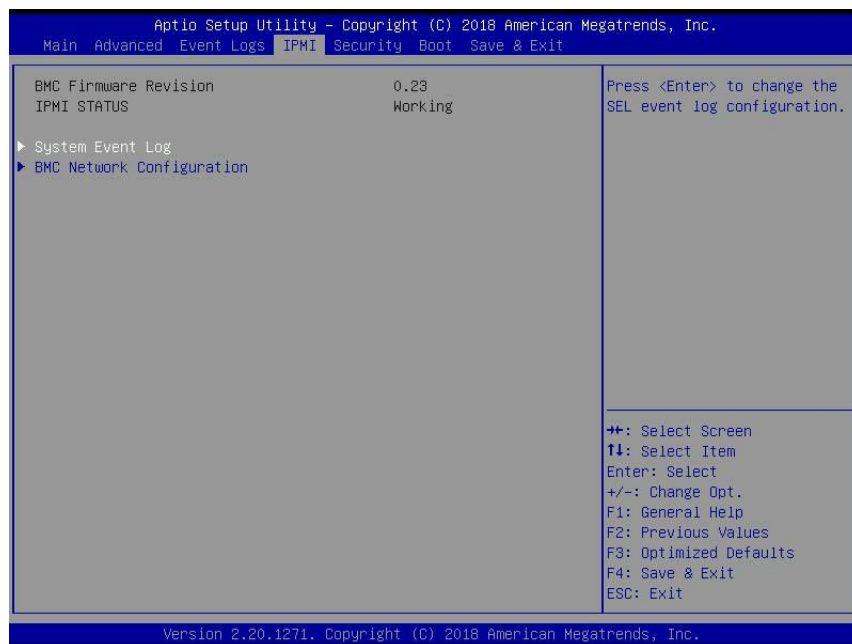 Aptio Setup Utility – Copyright (C) 2018 American Megatrends, Inc.
Main Advanced Event Logs IPMI Security Boot Save & Exit
BMC Firmware Revision 0.23
IPMI STATUS Working
System Event Log
BMC Network Configuration
Press <Enter> to change the
SEL event log configuration.
→←: Select Screen
↑↓: Select Item
Enter: Select
+/-: Change Opt.
F1: General Help
F2: Previous Values
F3: Optimized Defaults
F4: Save & Exit
ESC: Exit
Version 2.20.1271. Copyright (C) 2018 American Megatrends, Inc.